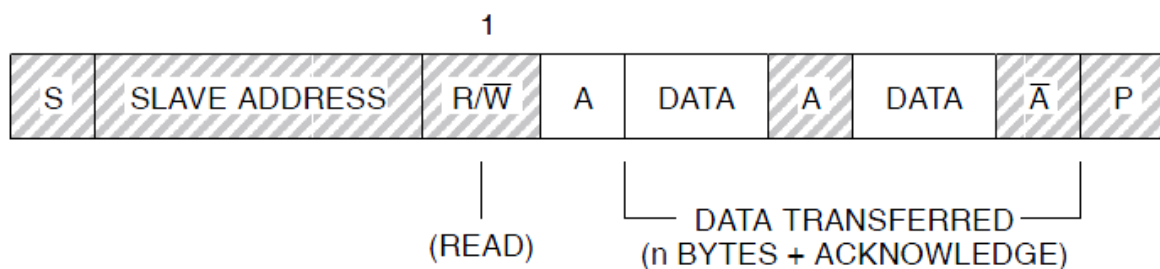 1
S SLAVE ADDRESS R/W̅ A DATA A DATA A̅ P
(READ)
DATA TRANSFERRED
(n BYTES + ACKNOWLEDGE)